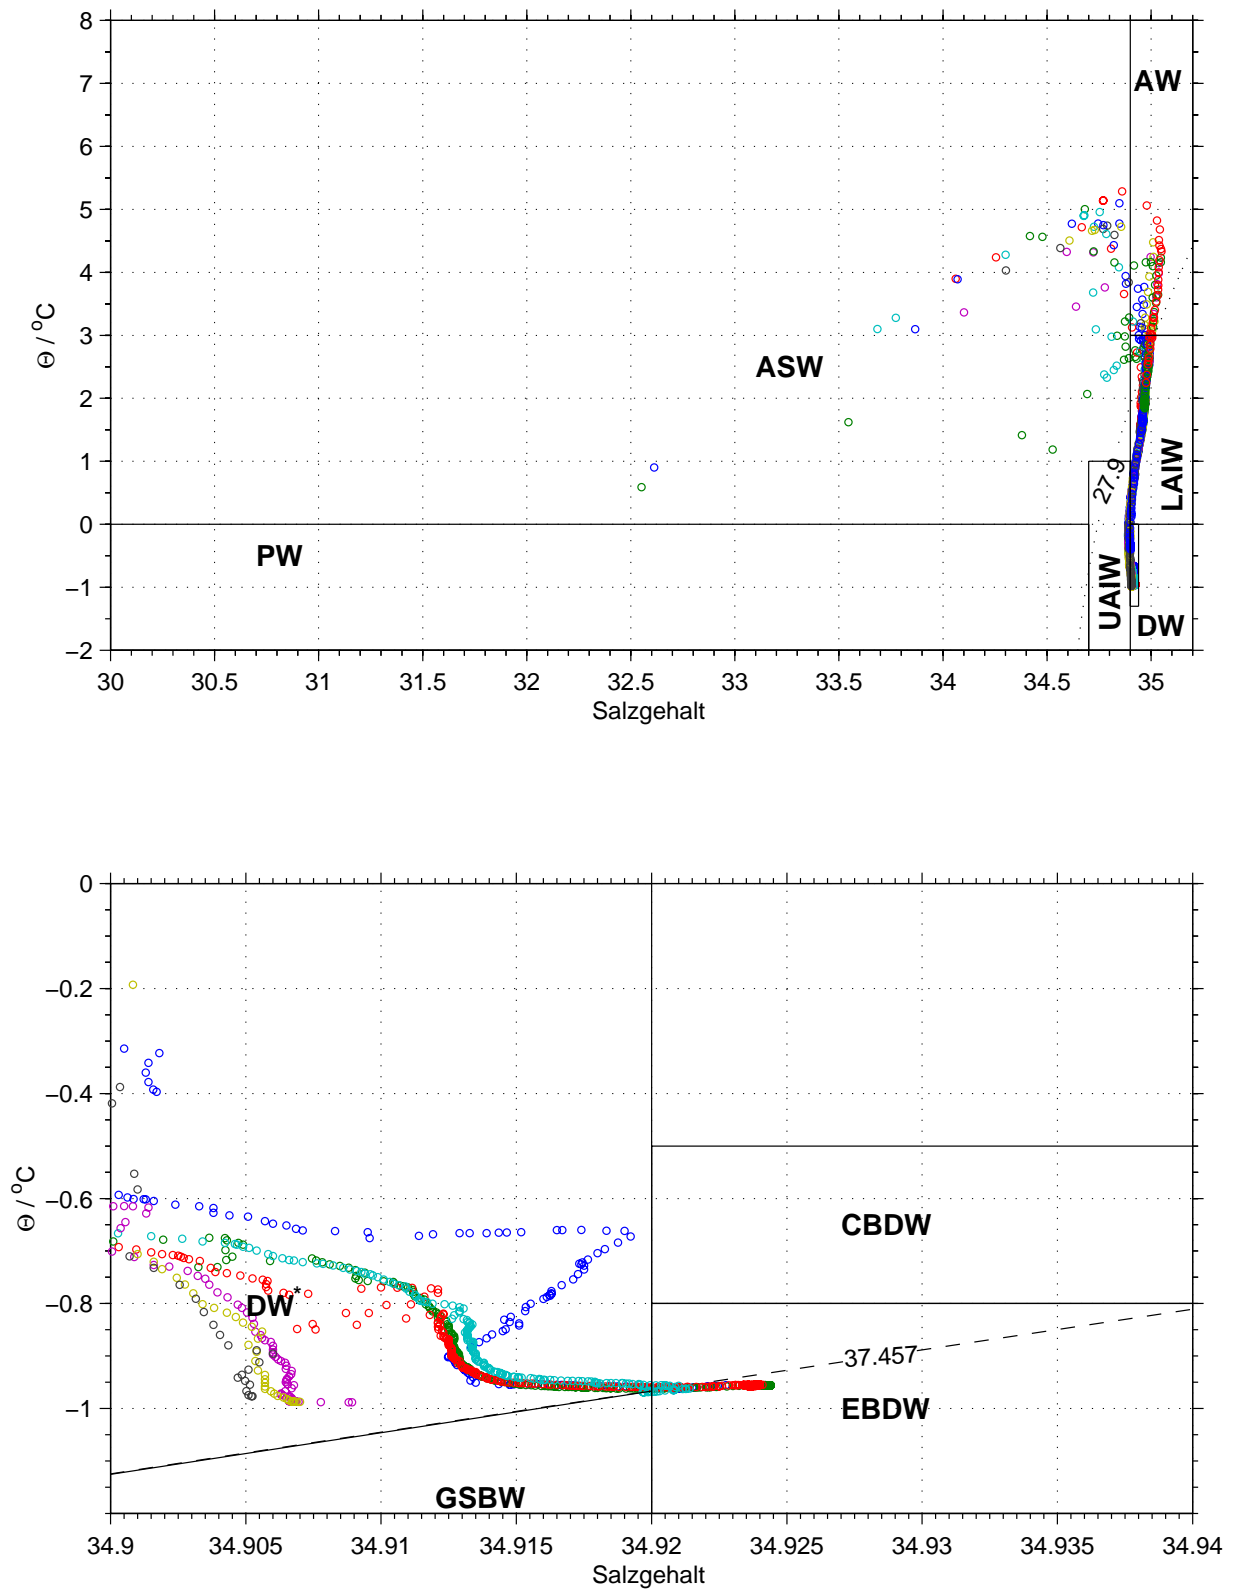 8
7
6
5
4
3
2
1
0
−1
−2
Θ / °C
AW
ASW
LAIW
27.9
PW
UAIW
DW
30 30.5 31 31.5 32 32.5 33 33.5 34 34.5 35
Salzgehalt
0
−0.2
−0.4
−0.6
−0.8
−1
Θ / °C
CBDW
DW*
37.457
EBDW
GSBW
34.9 34.905 34.91 34.915 34.92 34.925 34.93 34.935 34.94
Salzgehalt